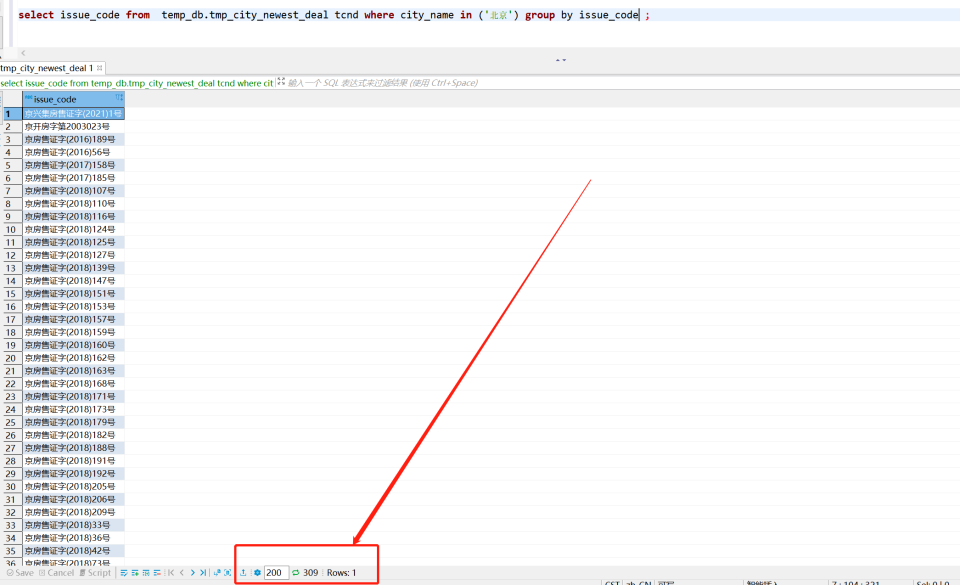 select issue_code from temp_db.tmp_city_newest_deal tcnd where city_name in ('北京') group by issue_code ;
tmp_city_newest_deal 1
select issue_code from temp_db.tmp_city_newest_deal tcnd where cit 输入一个 SQL 表达式来过滤结果 (使用 Ctrl+Space)
issue_code
1 京兴集房售证字(2021)1号
2 京开房字第2003023号
3 京房售证字(2016)189号
4 京房售证字(2016)56号
5 京房售证字(2017)158号
6 京房售证字(2017)185号
7 京房售证字(2018)107号
8 京房售证字(2018)110号
9 京房售证字(2018)116号
10 京房售证字(2018)124号
11 京房售证字(2018)125号
12 京房售证字(2018)127号
13 京房售证字(2018)139号
14 京房售证字(2018)147号
15 京房售证字(2018)151号
16 京房售证字(2018)153号
17 京房售证字(2018)157号
18 京房售证字(2018)159号
19 京房售证字(2018)160号
20 京房售证字(2018)162号
21 京房售证字(2018)163号
22 京房售证字(2018)168号
23 京房售证字(2018)171号
24 京房售证字(2018)173号
25 京房售证字(2018)179号
26 京房售证字(2018)182号
27 京房售证字(2018)188号
28 京房售证字(2018)191号
29 京房售证字(2018)192号
30 京房售证字(2018)205号
31 京房售证字(2018)206号
32 京房售证字(2018)209号
33 京房售证字(2018)33号
34 京房售证字(2018)36号
35 京房售证字(2018)42号
36 京房售证字(2018)73号
Save Cancel Script 200 309 Rows: 1